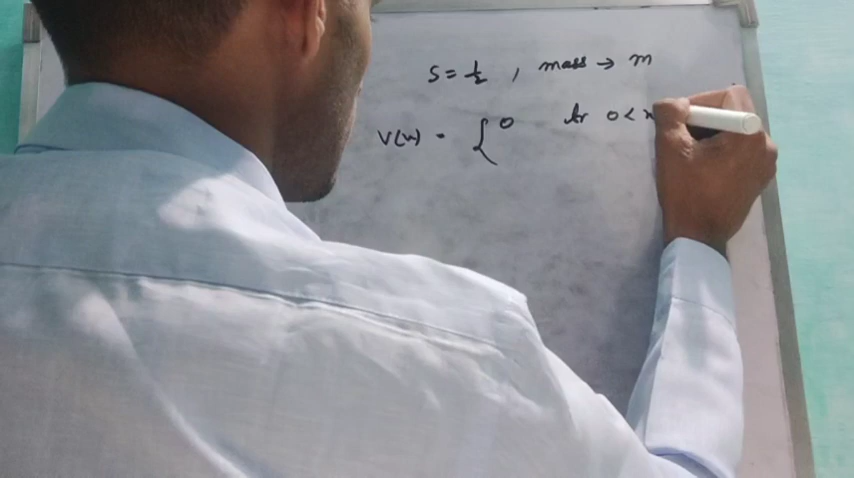 S = 1/2 , mass → m
V(x) = { 0 for 0 < x